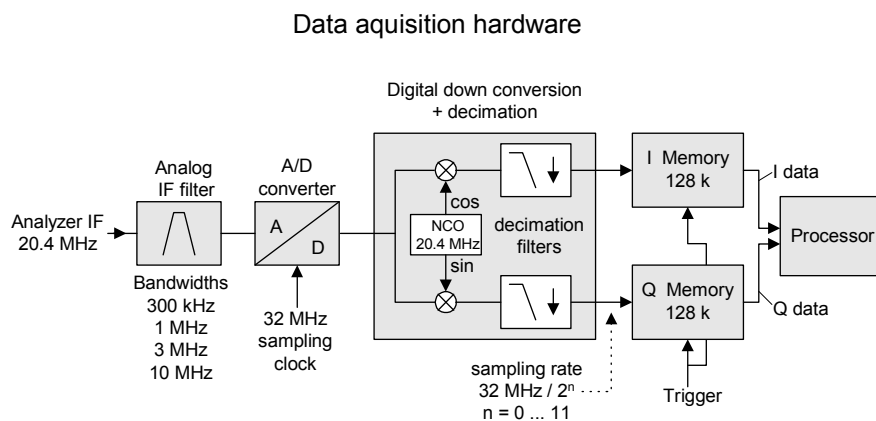 Data aquisition hardware
Digital down conversion
+ decimation
Analog
IF filter
A/D
converter
I Memory
128 k
I data
Analyzer IF
20.4 MHz
A
D
cos
NCO
20.4 MHz
sin
decimation
filters
Processor
Bandwidths
300 kHz
1 MHz
3 MHz
10 MHz
32 MHz
sampling
clock
Q Memory
128 k
Q data
sampling rate
32 MHz / 2ⁿ
n = 0 ... 11
Trigger